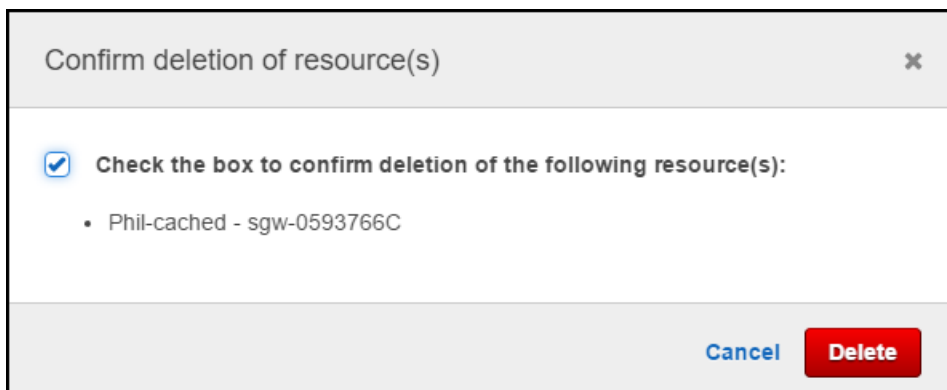 Confirm deletion of resource(s)
Check the box to confirm deletion of the following resource(s):
• Phil-cached - sgw-0593766C
Cancel
Delete